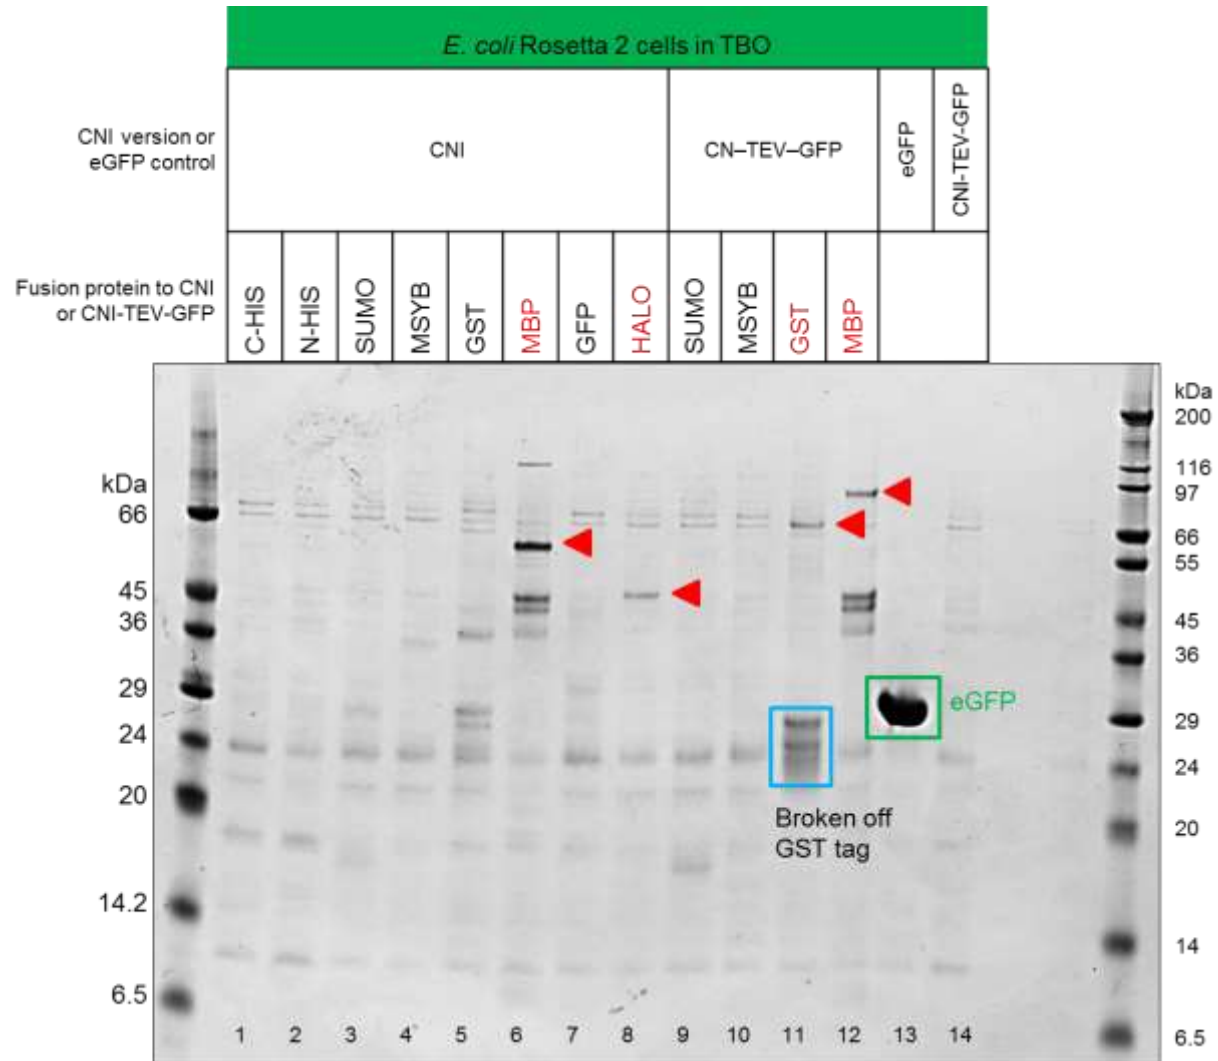 E. coli Rosetta 2 cells in TBO
CNI version or
eGFP control
CNI
CN–TEV–GFP
eGFP
CNI-TEV-GFP
Fusion protein to CNI
or CNI-TEV-GFP
C-HIS
N-HIS
SUMO
MSYB
GST
MBP
GFP
HALO
SUMO
MSYB
GST
MBP
kDa
66
45
36
29
24
20
14.2
6.5
kDa
200
116
97
66
55
45
36
29
24
20
14
6.5
eGFP
Broken off
GST tag
1 2 3 4 5 6 7 8 9 10 11 12 13 14